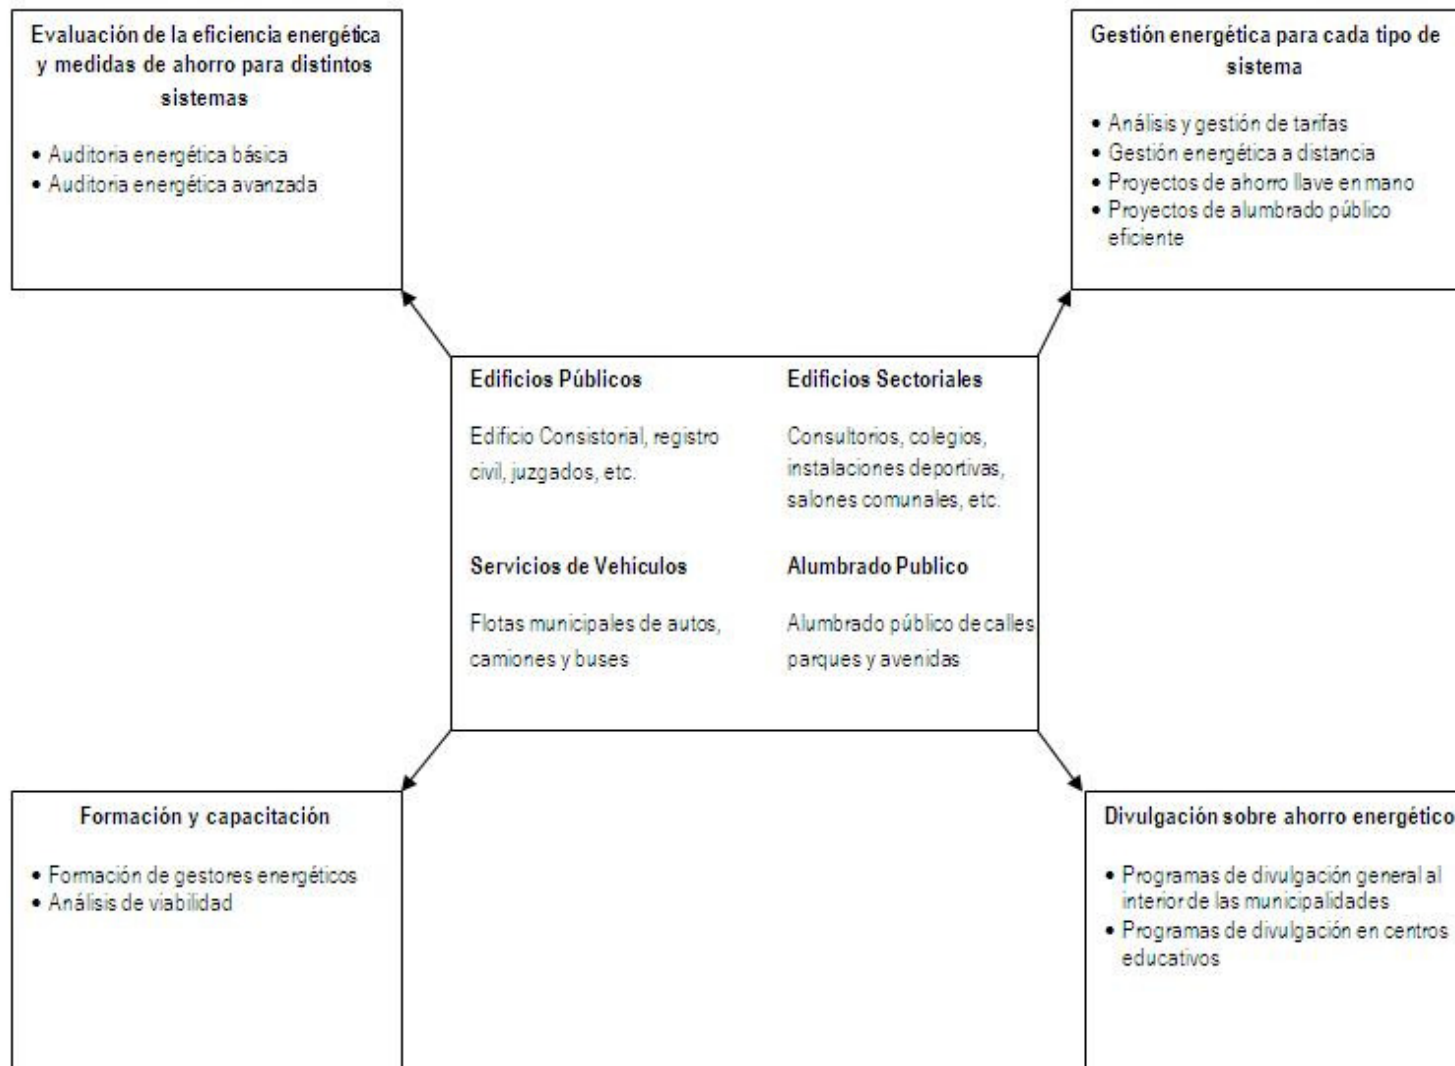 Evaluación de la eficiencia energética
y medidas de ahorro para distintos
sistemas
• Auditoria energética básica
• Auditoria energética avanzada
Gestión energética para cada tipo de
sistema
• Análisis y gestión de tarifas
• Gestión energética a distancia
• Proyectos de ahorro llave en mano
• Proyectos de alumbrado público
eficiente
Edificios Públicos
Edificio Consistorial, registro
civil, juzgados, etc.
Edificios Sectoriales
Consultorios, colegios,
instalaciones deportivas,
salones comunales, etc.
Servicios de Vehículos
Flotas municipales de autos,
camiones y buses
Alumbrado Publico
Alumbrado público de calles
parques y avenidas
Formación y capacitación
• Formación de gestores energéticos
• Análisis de viabilidad
Divulgación sobre ahorro energético
• Programas de divulgación general al
interior de las municipalidades
• Programas de divulgación en centros
educativos